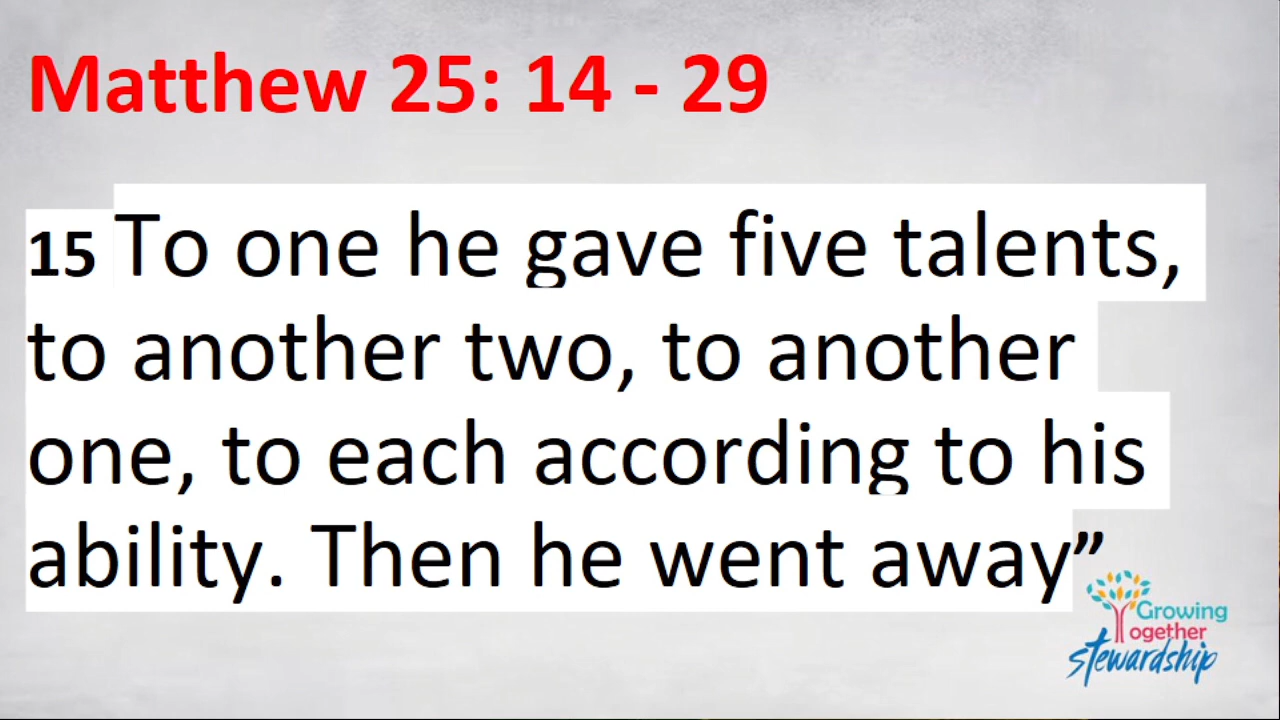 Matthew 25: 14 - 29
15 To one he gave five talents,
to another two, to another
one, to each according to his
ability. Then he went away”
Growing
Together
stewardship